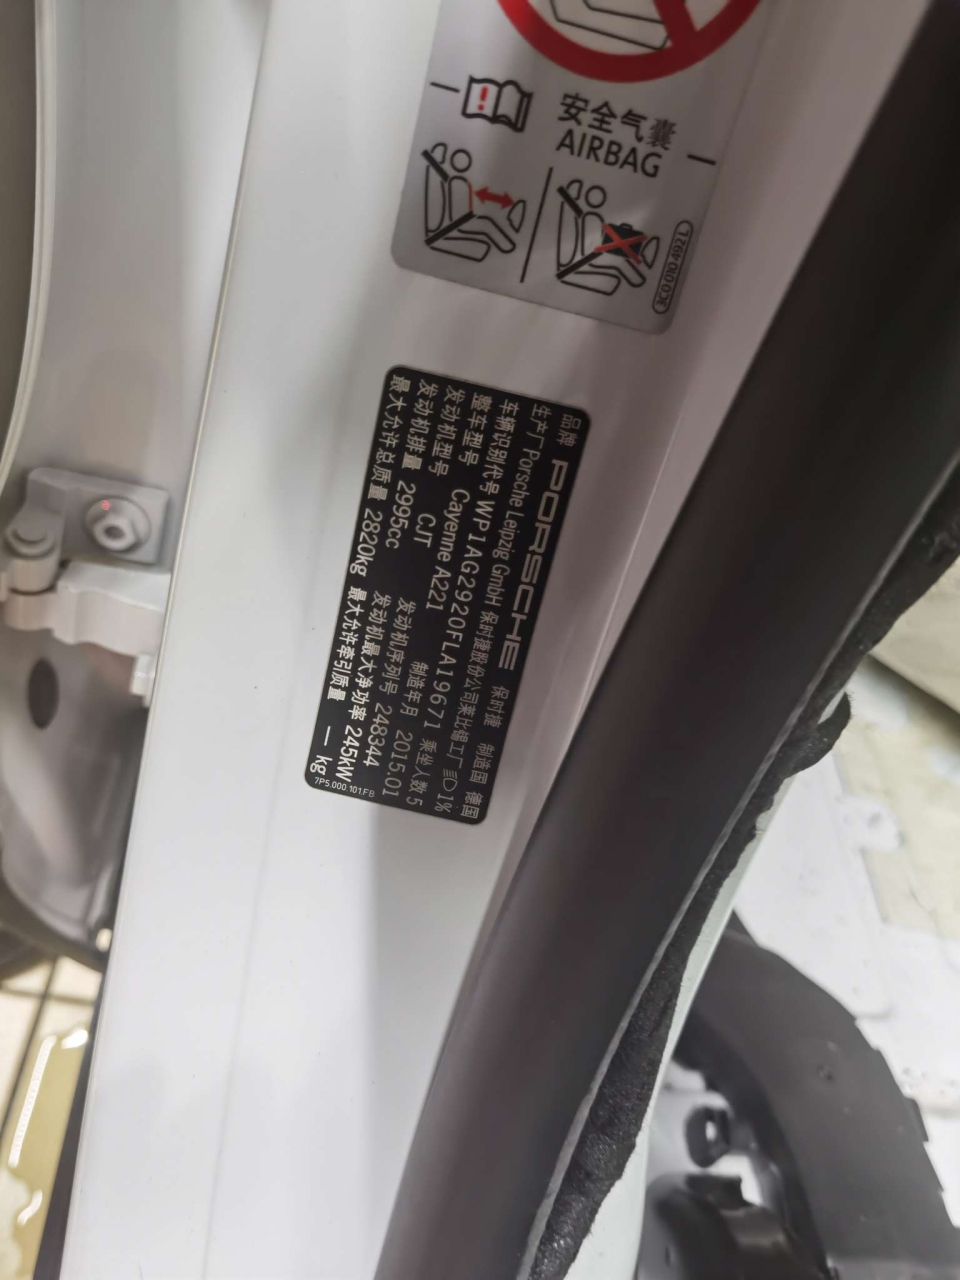 安全气囊
AIRBAG
3C0 010 492 L
品牌 PORSCHE 保时捷 制造国 德国
生产厂 Porsche Leipzig GmbH 保时捷股份公司莱比锡工厂 1%
车辆识别代号 WP1AG2920FLA19671 乘坐人数 5
整车型号 Cayenne A221 制造年月 2015.01
发动机型号 CJT 发动机序列号 248344
发动机排量 2995cc 发动机最大净功率 245kW
最大允许总质量 2820kg 最大允许牵引质量 — kg
7P5.000.101.FB